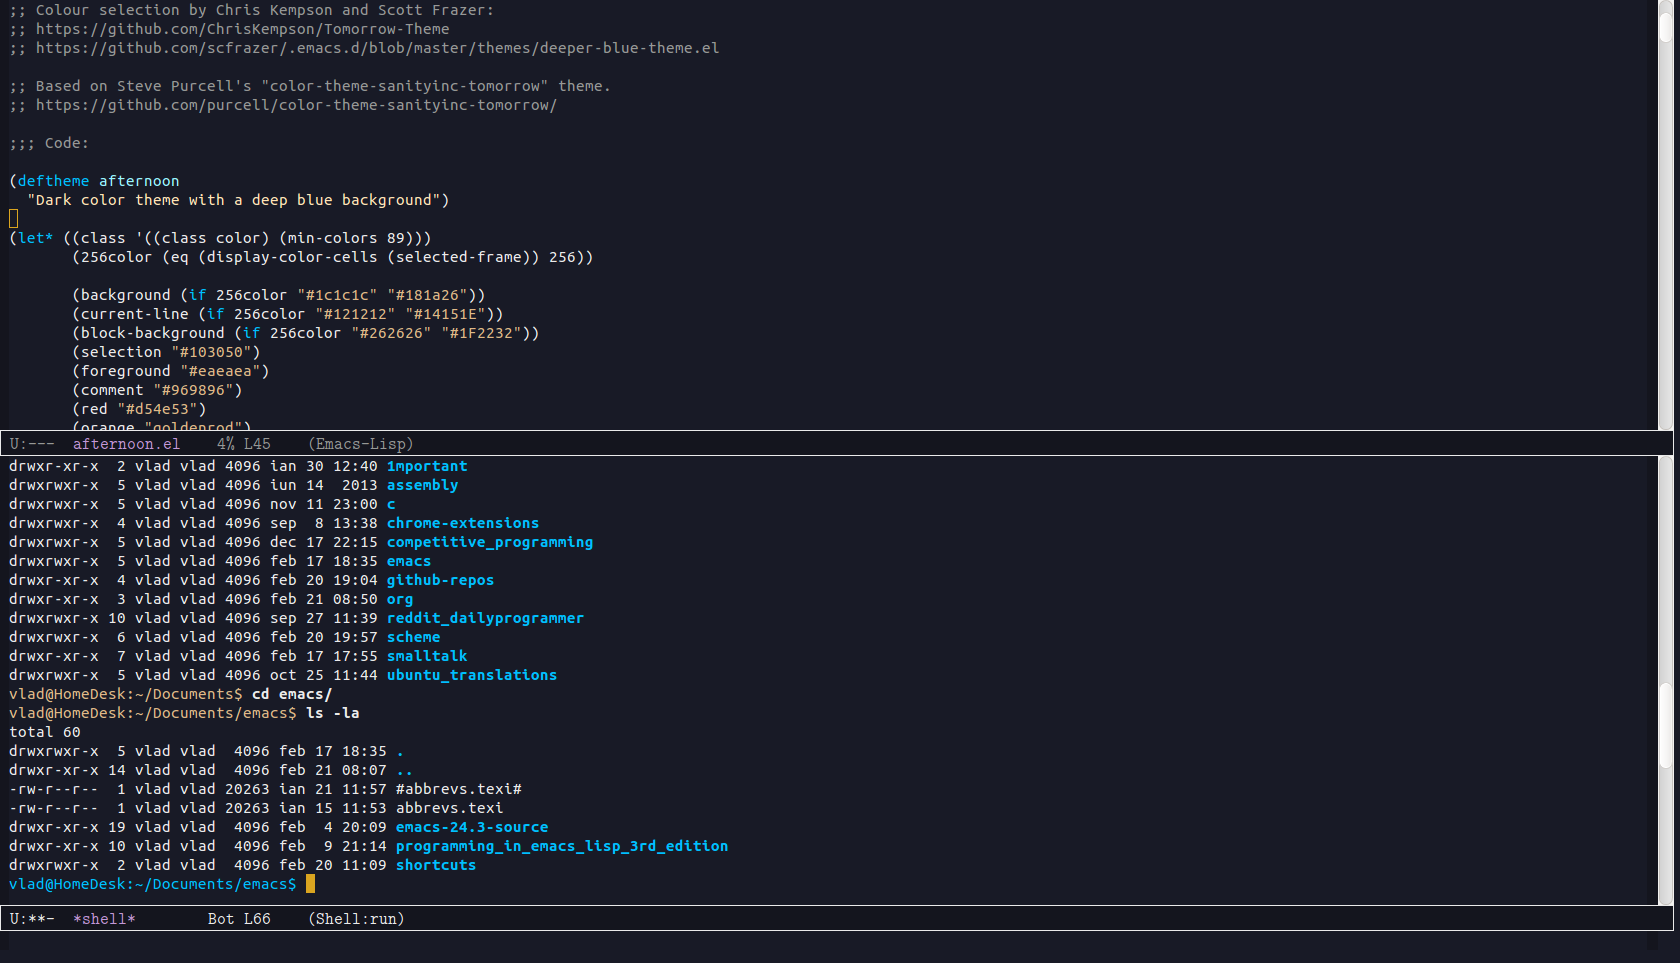 ;; Colour selection by Chris Kempson and Scott Frazer:
;; https://github.com/ChrisKempson/Tomorrow-Theme
;; https://github.com/scfrazer/.emacs.d/blob/master/themes/deeper-blue-theme.el
;; Based on Steve Purcell's "color-theme-sanityinc-tomorrow" theme.
;; https://github.com/purcell/color-theme-sanityinc-tomorrow/
;;; Code:
(deftheme afternoon
  "Dark color theme with a deep blue background")
(let* ((class '((class color) (min-colors 89)))
       (256color (eq (display-color-cells (selected-frame)) 256))
       (background (if 256color "#1c1c1c" "#181a26"))
       (current-line (if 256color "#121212" "#14151E"))
       (block-background (if 256color "#262626" "#1F2232"))
       (selection "#103050")
       (foreground "#eaeaea")
       (comment "#969896")
       (red "#d54e53")
       (orange "goldenrod")
U:---  afternoon.el    4% L45    (Emacs-Lisp)
drwxr-xr-x  2 vlad vlad 4096 ian 30 12:40 1mportant
drwxrwxr-x  5 vlad vlad 4096 iun 14  2013 assembly
drwxrwxr-x  5 vlad vlad 4096 nov 11 23:00 c
drwxrwxr-x  4 vlad vlad 4096 sep  8 13:38 chrome-extensions
drwxrwxr-x  5 vlad vlad 4096 dec 17 22:15 competitive_programming
drwxrwxr-x  5 vlad vlad 4096 feb 17 18:35 emacs
drwxr-xr-x  4 vlad vlad 4096 feb 20 19:04 github-repos
drwxr-xr-x  3 vlad vlad 4096 feb 21 08:50 org
drwxrwxr-x 10 vlad vlad 4096 sep 27 11:39 reddit_dailyprogrammer
drwxrwxr-x  6 vlad vlad 4096 feb 20 19:57 scheme
drwxr-xr-x  7 vlad vlad 4096 feb 17 17:55 smalltalk
drwxrwxr-x  5 vlad vlad 4096 oct 25 11:44 ubuntu_translations
vlad@HomeDesk:~/Documents$ cd emacs/
vlad@HomeDesk:~/Documents/emacs$ ls -la
total 60
drwxrwxr-x  5 vlad vlad  4096 feb 17 18:35 .
drwxr-xr-x 14 vlad vlad  4096 feb 21 08:07 ..
-rw-r--r--  1 vlad vlad 20263 ian 21 11:57 #abbrevs.texi#
-rw-r--r--  1 vlad vlad 20263 ian 15 11:53 abbrevs.texi
drwxr-xr-x 19 vlad vlad  4096 feb  4 20:09 emacs-24.3-source
drwxr-xr-x 10 vlad vlad  4096 feb  9 21:14 programming_in_emacs_lisp_3rd_edition
drwxrwxr-x  2 vlad vlad  4096 feb 20 11:09 shortcuts
vlad@HomeDesk:~/Documents/emacs$
U:**-  *shell*        Bot L66    (Shell:run)